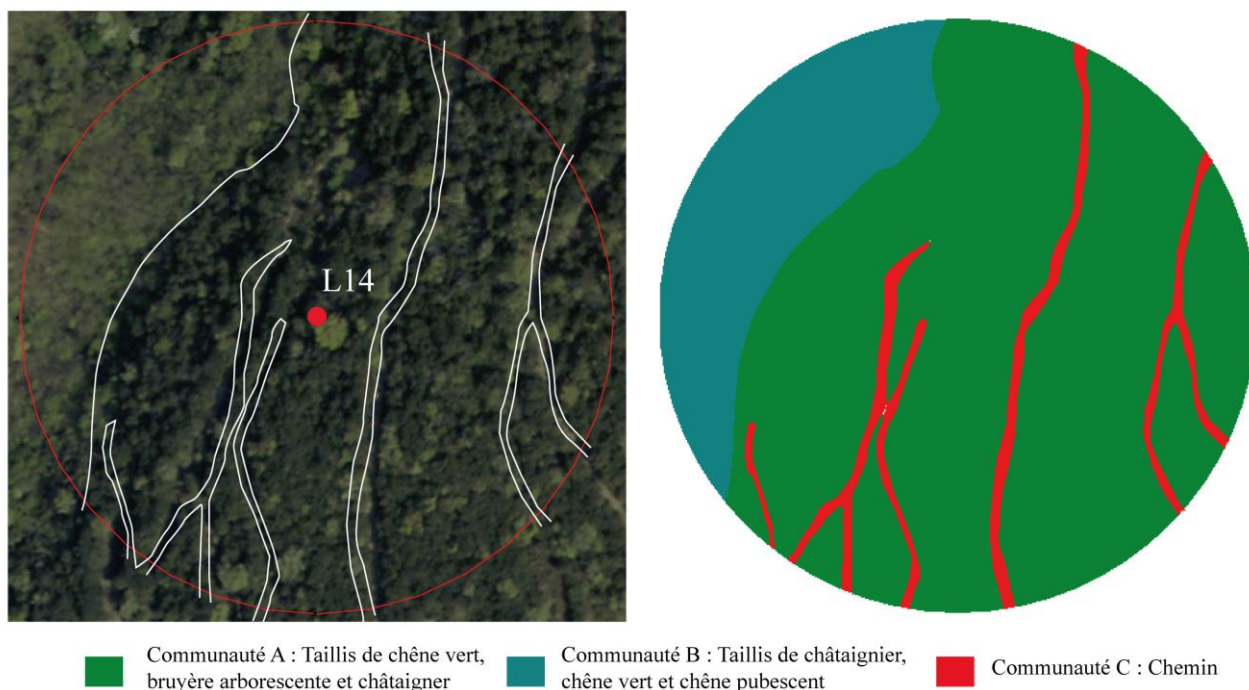 L14
Communauté A : Taillis de chêne vert,
bruyère arborescente et châtaigner
Communauté B : Taillis de châtaignier,
chêne vert et chêne pubescent
Communauté C : Chemin